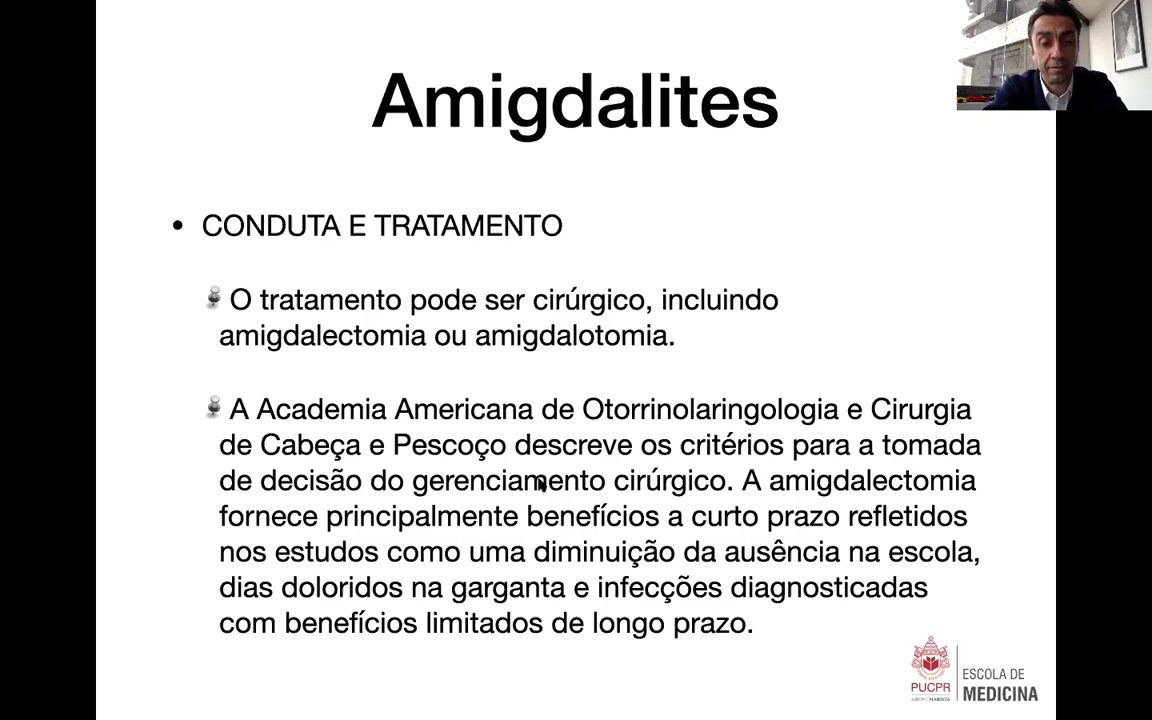 Amigdalites
• CONDUTA E TRATAMENTO
O tratamento pode ser cirúrgico, incluindo
amigdalectomia ou amigdalotomia.
A Academia Americana de Otorrinolaringologia e Cirurgia
de Cabeça e Pescoço descreve os critérios para a tomada
de decisão do gerenciamento cirúrgico. A amigdalectomia
fornece principalmente benefícios a curto prazo refletidos
nos estudos como uma diminuição da ausência na escola,
dias doloridos na garganta e infecções diagnosticadas
com benefícios limitados de longo prazo.
PUCPR
GRUPO MARISTA
ESCOLA DE
MEDICINA